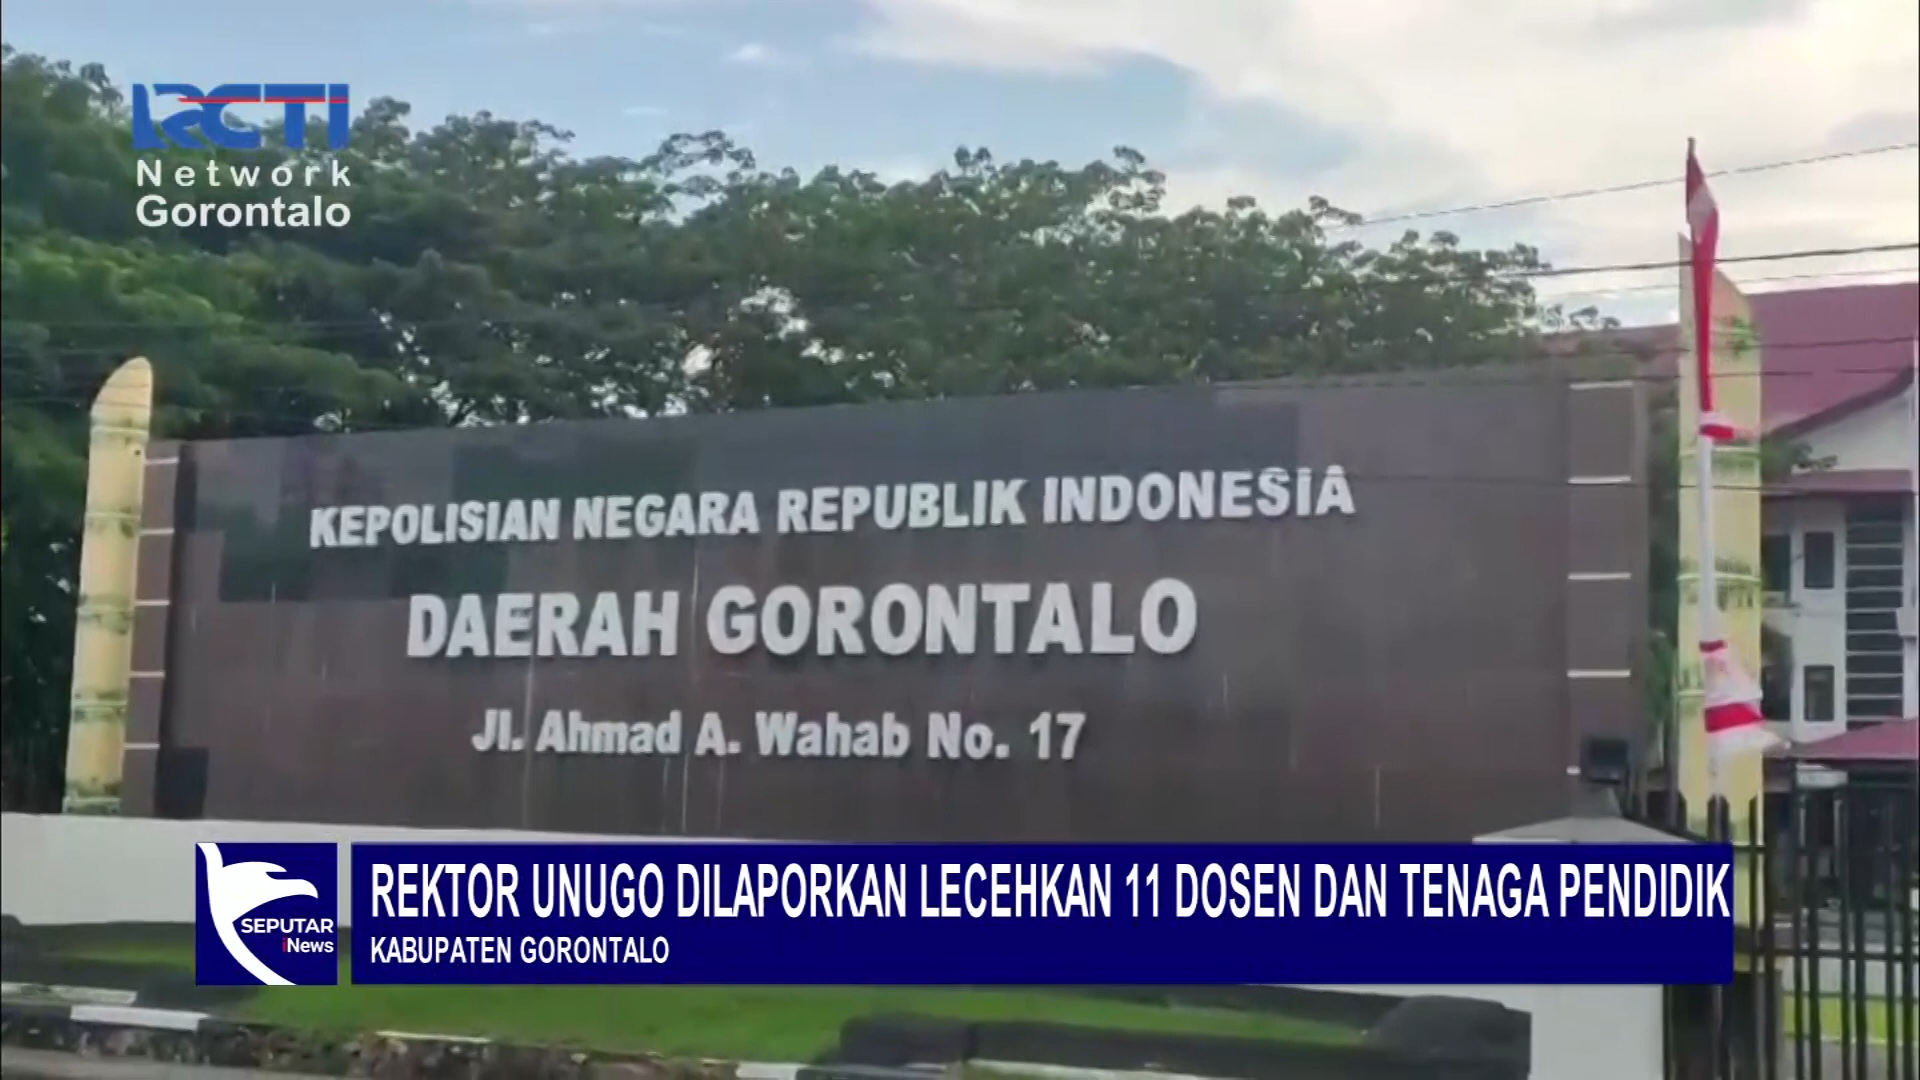 RCTI
Network
Gorontalo
KEPOLISIAN NEGARA REPUBLIK INDONESIA
DAERAH GORONTALO
Jl. Ahmad A. Wahab No. 17
SEPUTAR
iNews
REKTOR UNUGO DILAPORKAN LECEHKAN 11 DOSEN DAN TENAGA PENDIDIK
KABUPATEN GORONTALO